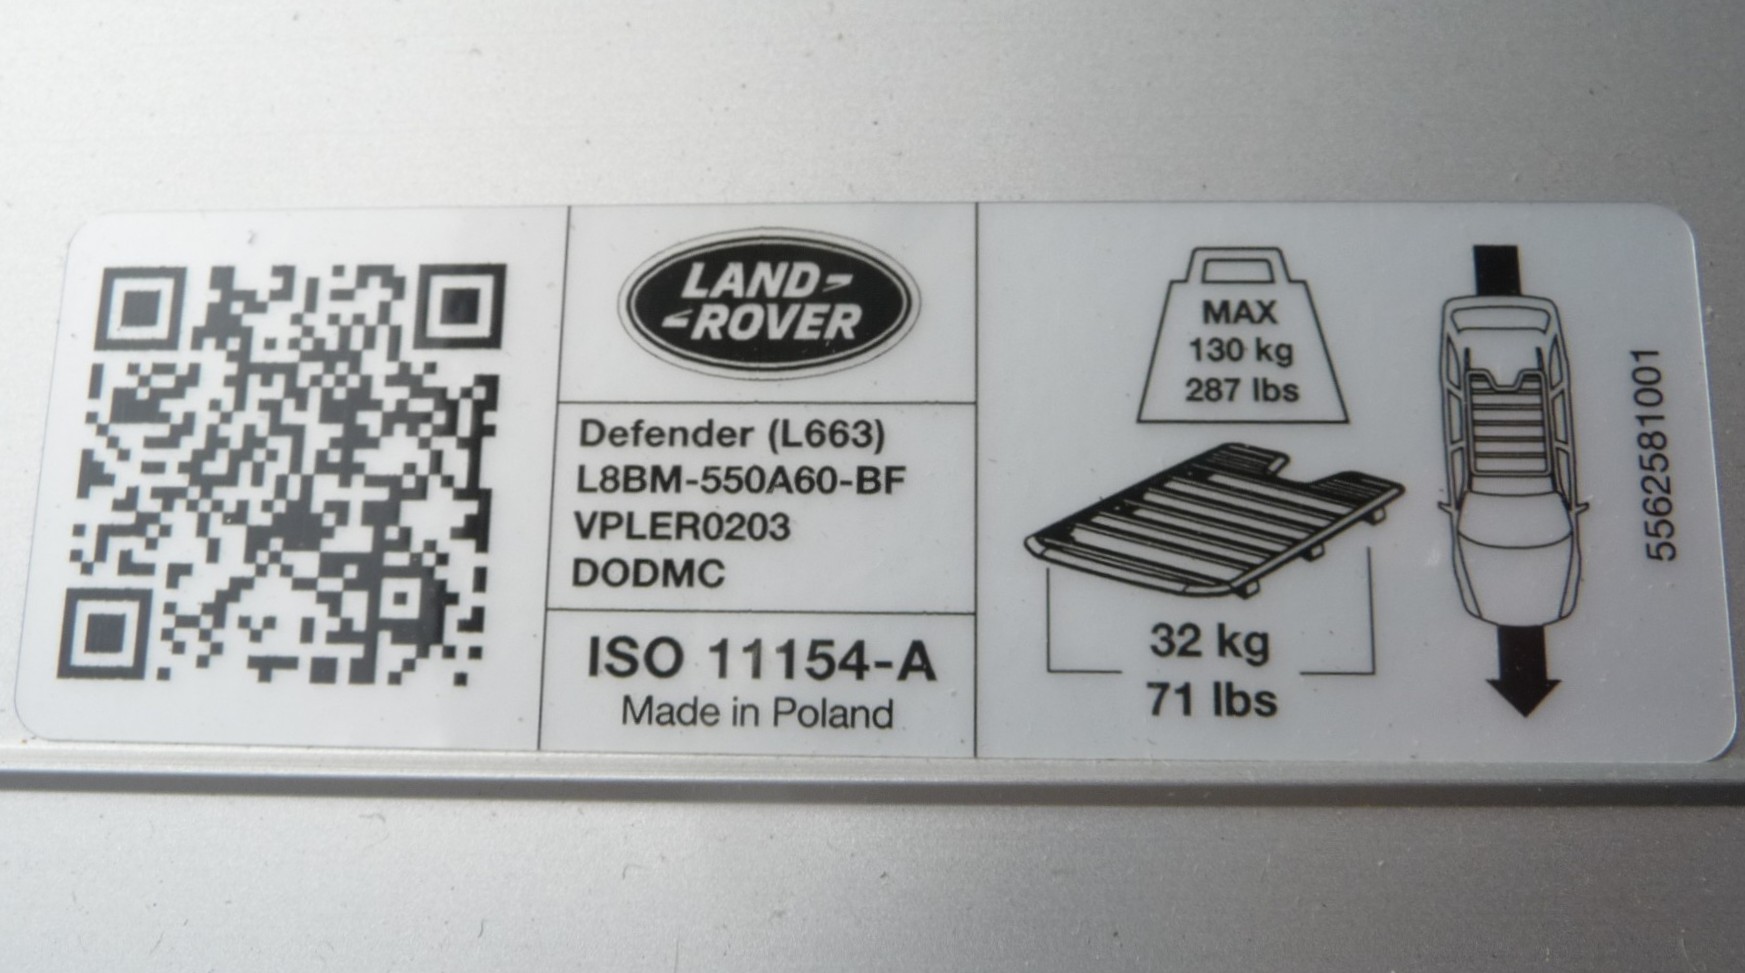 LAND-
-ROVER
Defender (L663)
L8BM-550A60-BF
VPLER0203
DODMC
ISO 11154-A
Made in Poland
MAX
130 kg
287 lbs
32 kg
71 lbs
5562581001